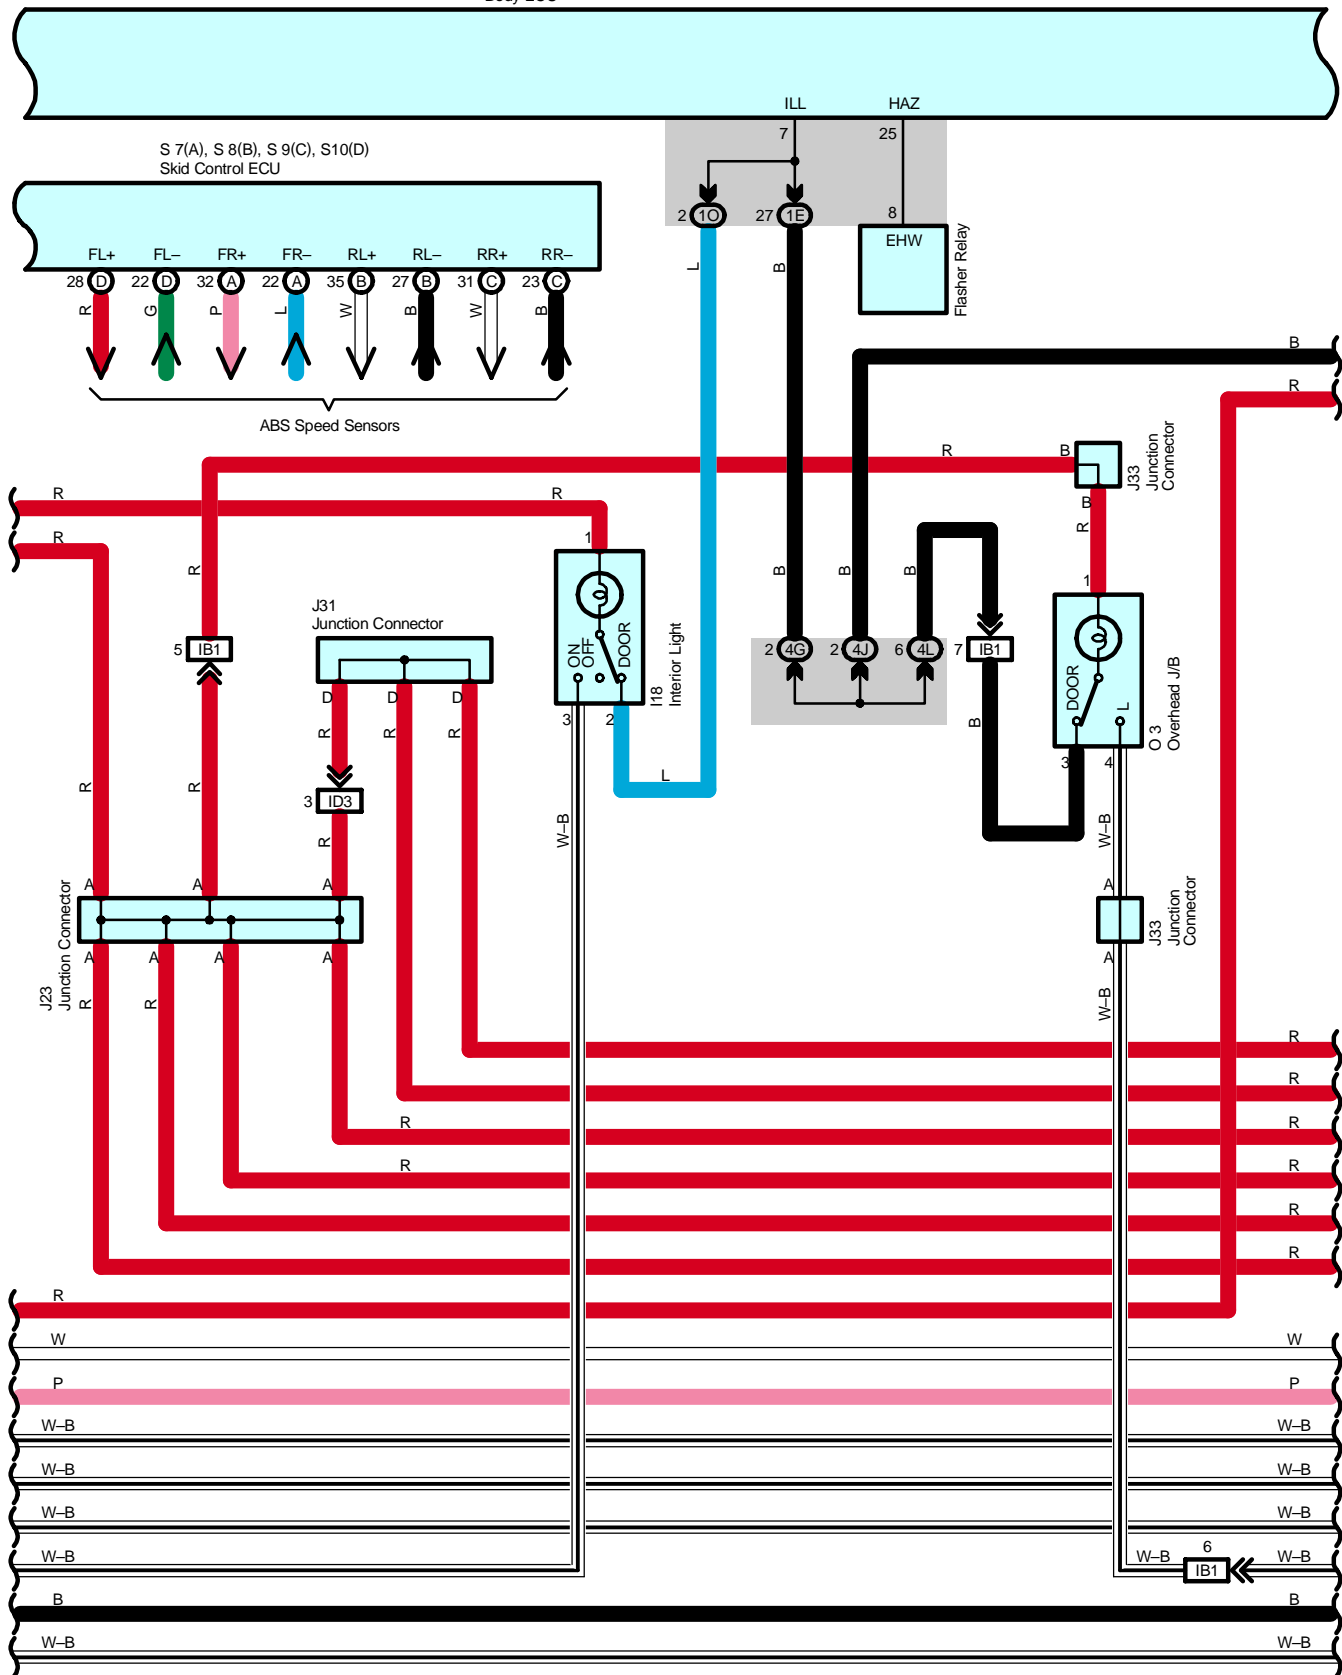 ILL HAZ
7 25
S 7(A), S 8(B), S 9(C), S10(D)
Skid Control ECU
2 1O 27 1E 8
EHW
Flasher Relay
FL+ FL– FR+ FR– RL+ RL– RR+ RR–
28 D 22 D 32 A 22 A 35 B 27 B 31 C 23 C
R G P L W B W B
L B
B
R
ABS Speed Sensors
R B
J33
Junction
Connector
B
R
R R
R
1
R
B B B
1
J31
Junction Connector
5 IB1
ON
OFF
DOOR
I18
Interior Light
2 4G 2 4J 6 4L 7 IB1
DOOR
L
O 3
Overhead J/B
D D D
R R R
3 2
B
3 4
R R
L
3 ID3
R
W–B
W–B
A A A
J23
Junction Connector
A
J33
Junction
Connector
A A A A
R R
A
W–B
R
R
R R
R R
R
R
R
W W
P P
W–B W–B
W–B W–B
W–B W–B
6
W–B W–B IB1 W–B
B B
W–B W–B